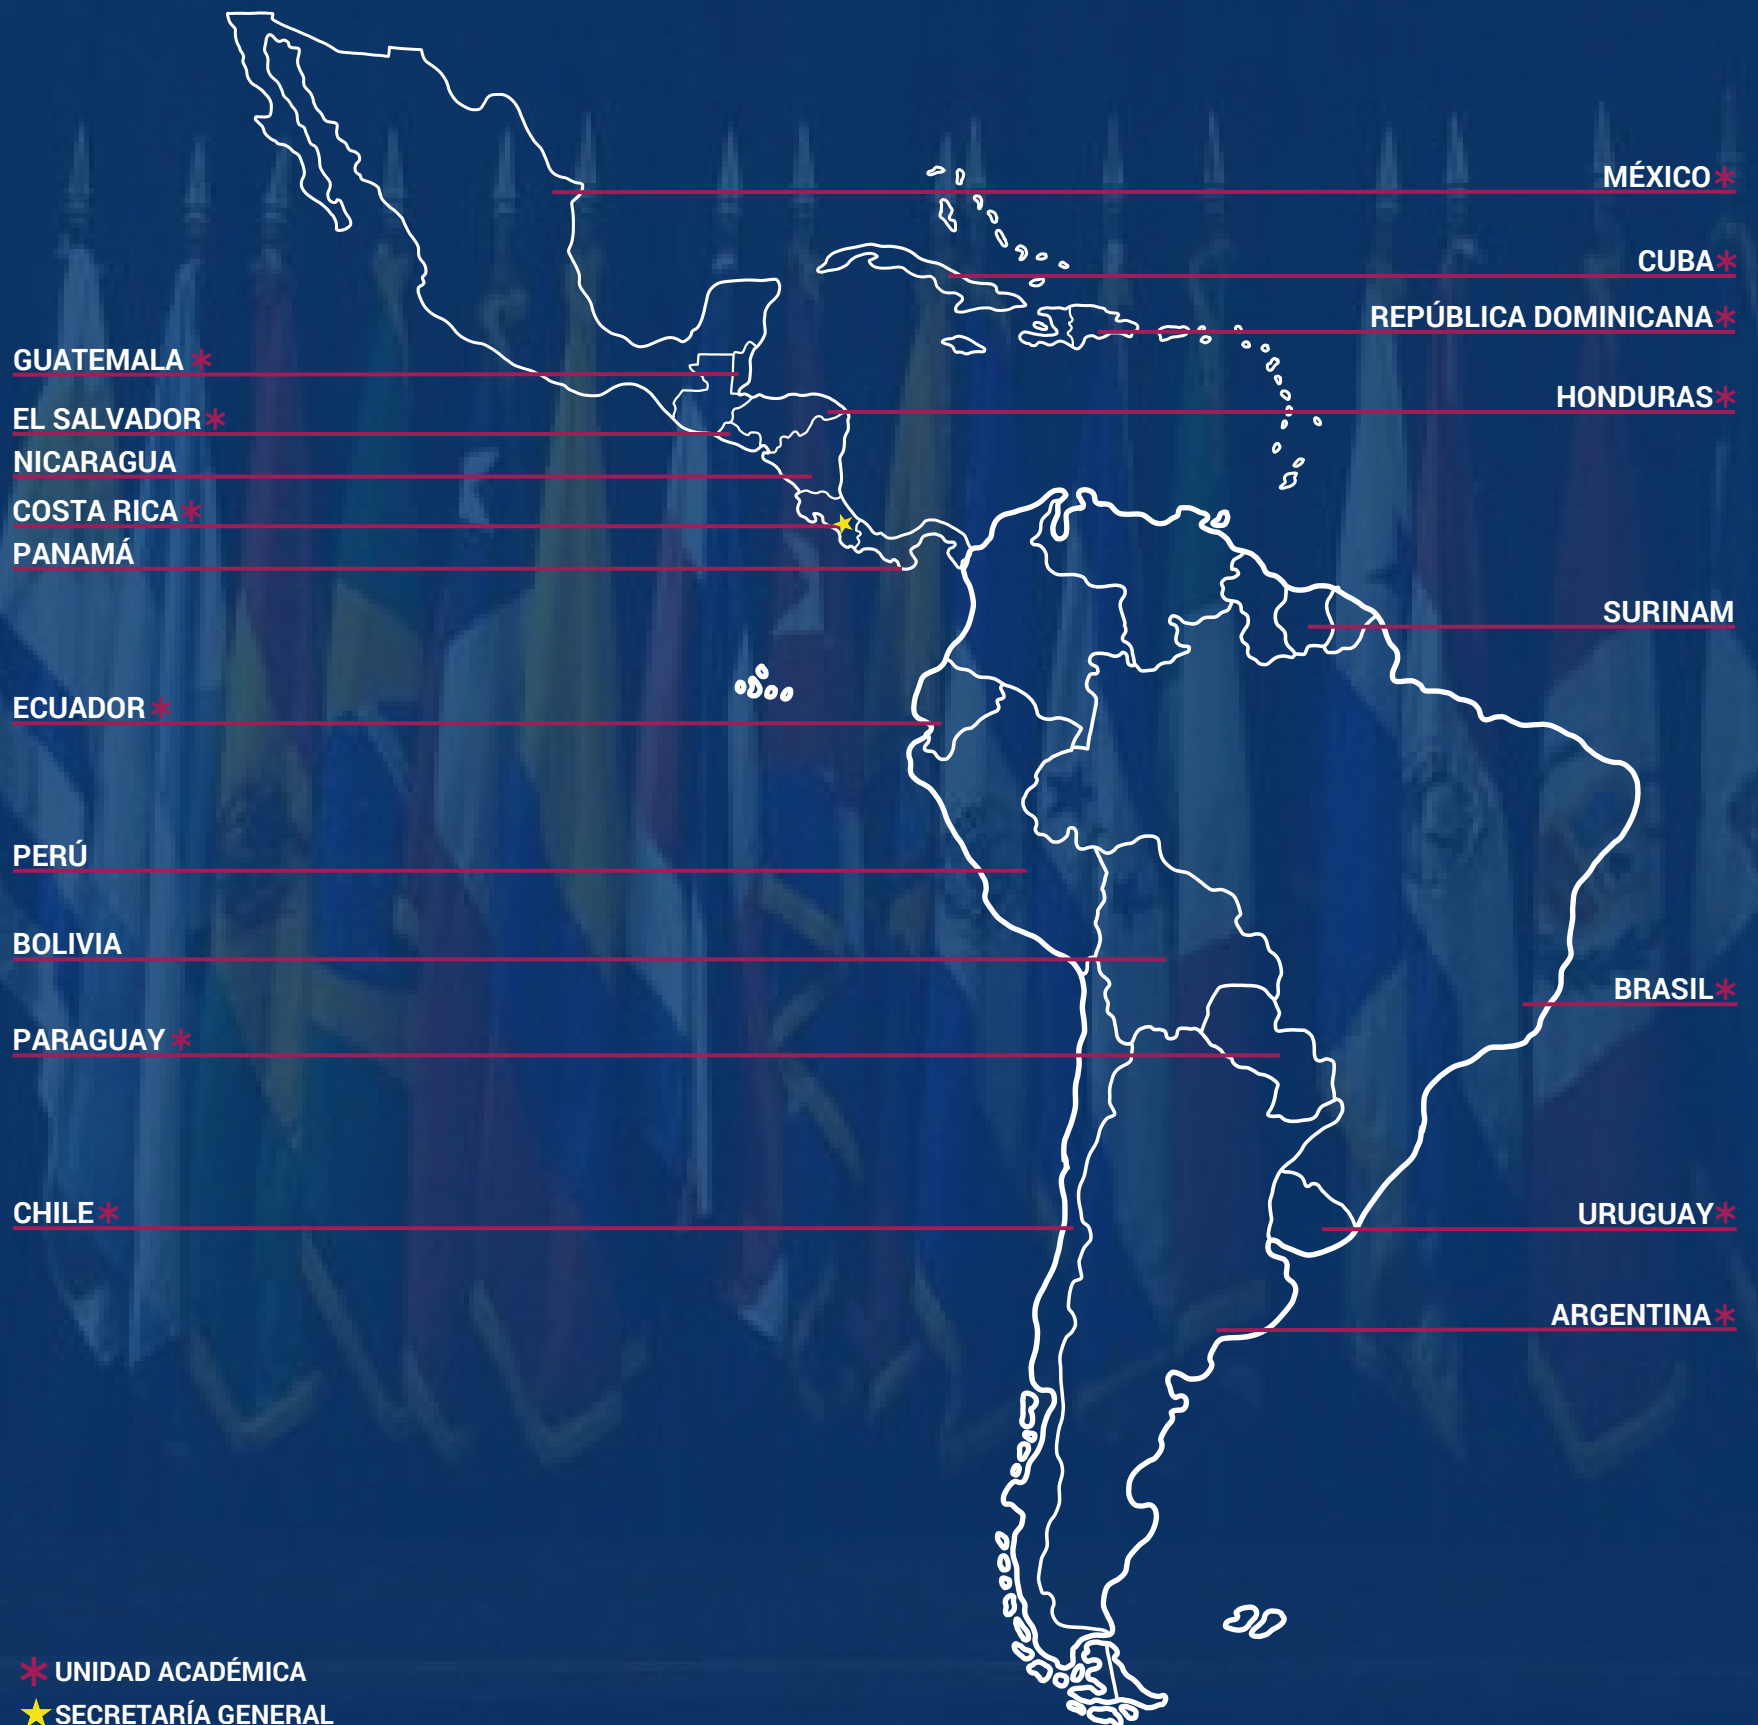 MÉXICO*
CUBA*
REPÚBLICA DOMINICANA*
GUATEMALA *
HONDURAS*
EL SALVADOR*
NICARAGUA
COSTA RICA*
PANAMÁ
SURINAM
ECUADOR *
PERÚ
BOLIVIA
BRASIL*
PARAGUAY *
CHILE*
URUGUAY*
ARGENTINA*
* UNIDAD ACADÉMICA
★ SECRETARÍA GENERAL